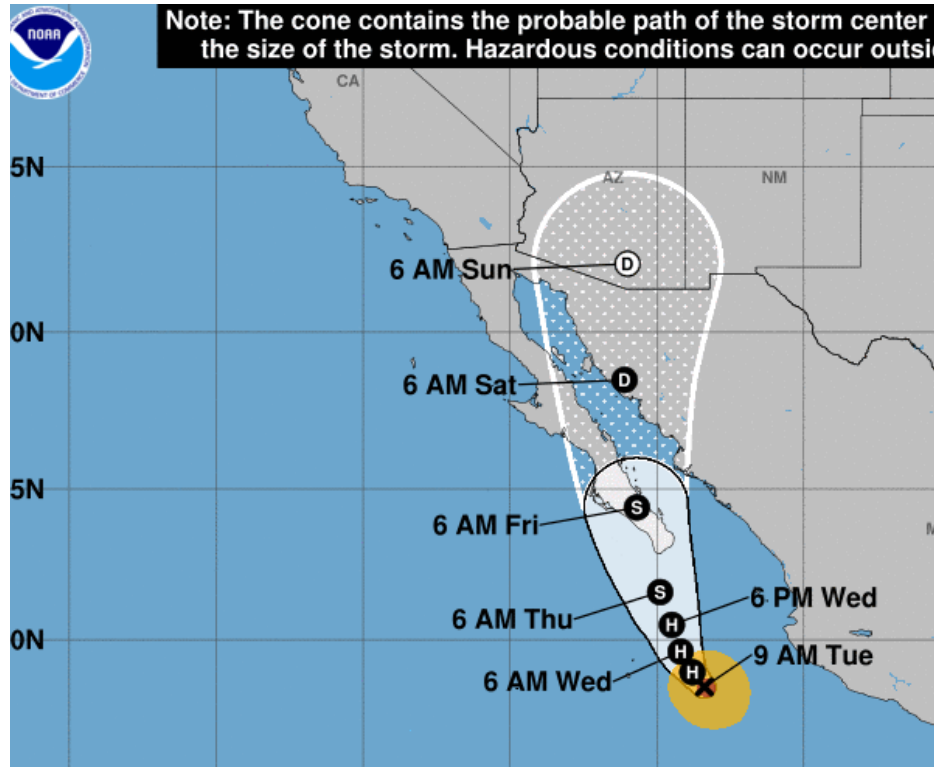 Note: The cone contains the probable path of the storm center
the size of the storm. Hazardous conditions can occur outsi
NOAA
CA
5N
AZ
NM
6 AM Sun
D
0N
6 AM Sat
D
5N
S
6 AM Fri
S
6 PM Wed
6 AM Thu
H
0N
H
9 AM Tue
6 AM Wed
H